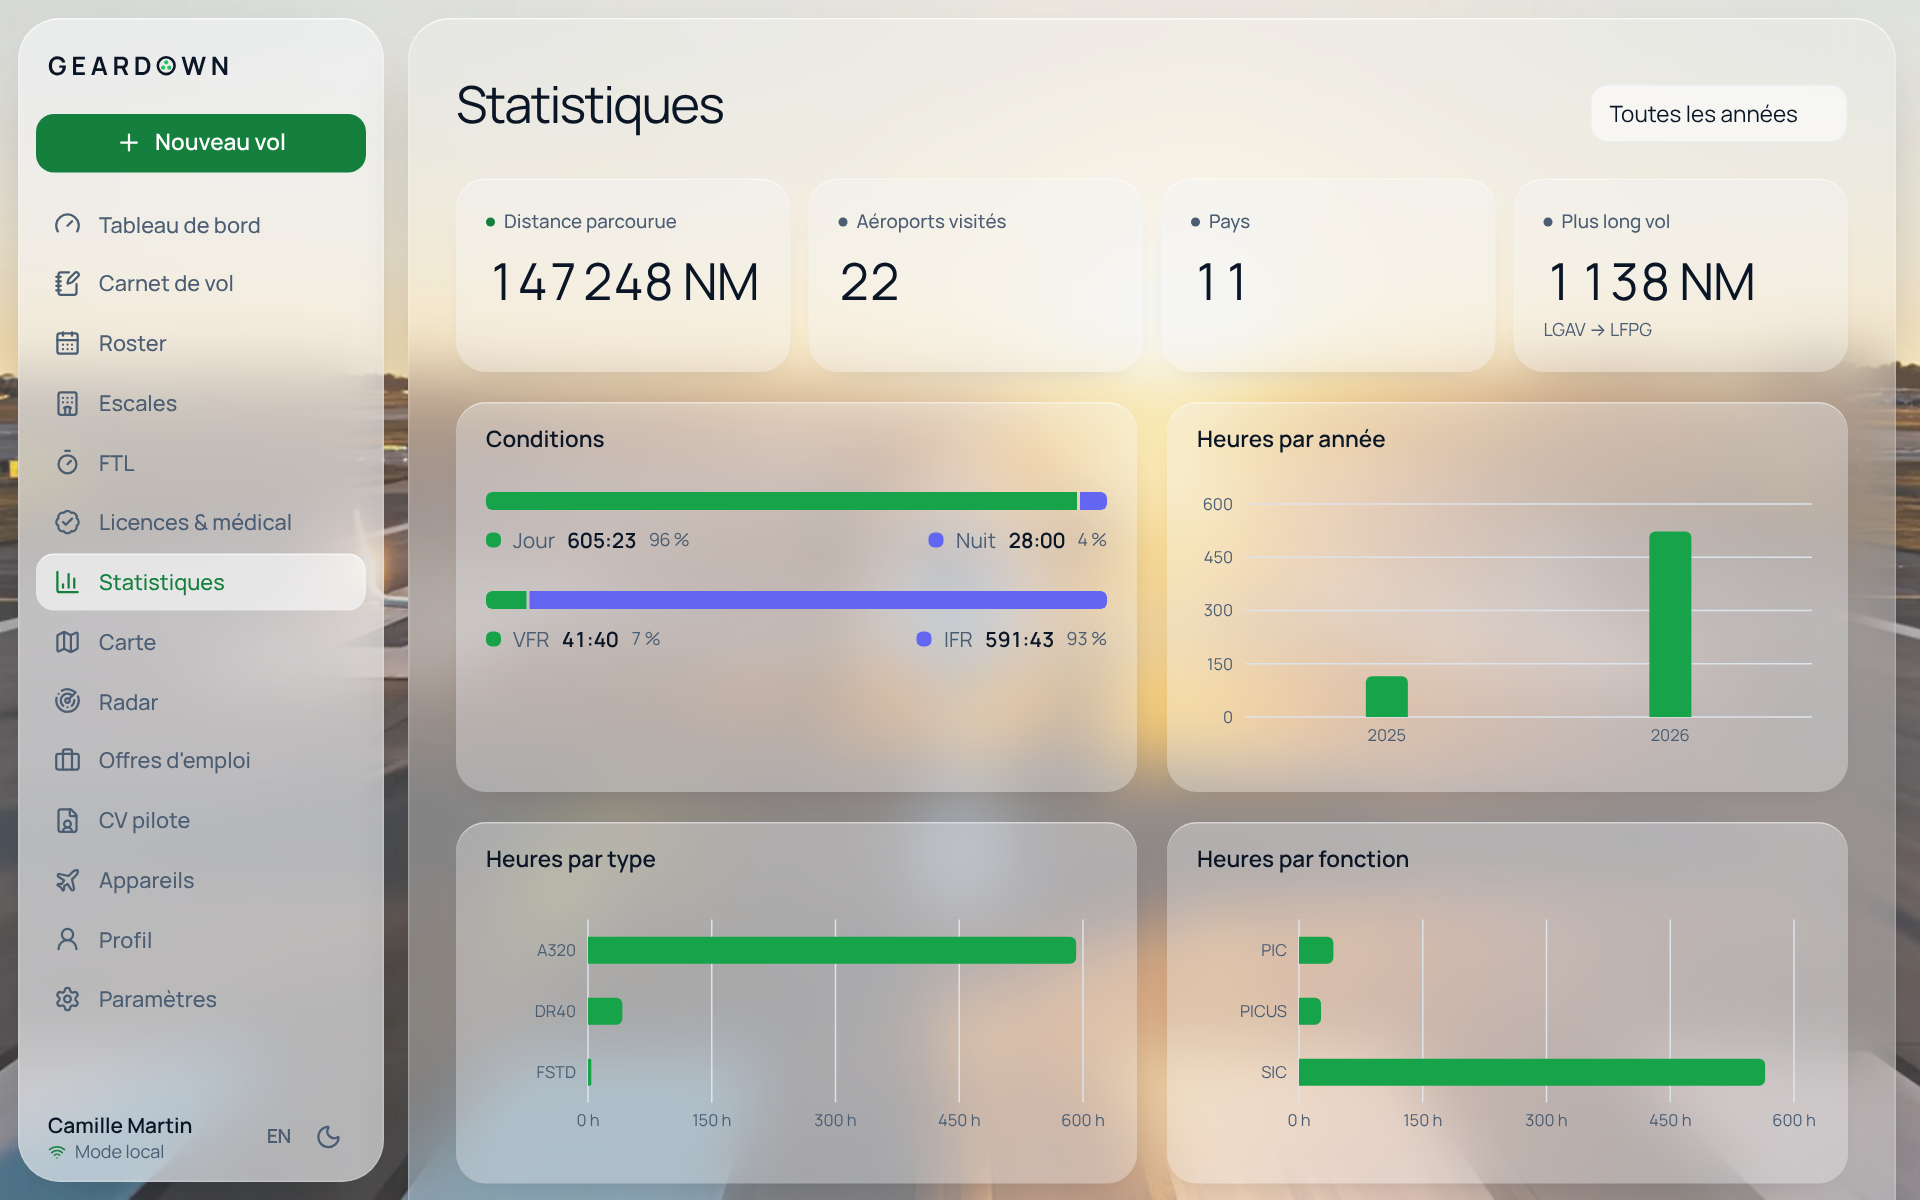 GEARDOWN
Nouveau vol
Tableau de bord
Carnet de vol
Roster
Escales
FTL
Licences & médical
Statistiques
Carte
Radar
Offres d'emploi
CV pilote
Appareils
Profil
Paramètres
Camille Martin
Mode local
EN
Statistiques
Toutes les années
Distance parcourue
147 248 NM
Aéroports visités
22
Pays
11
Plus long vol
1 138 NM
LGAV → LFPG
Conditions
Jour 605:23 96 %
Nuit 28:00 4 %
VFR 41:40 7 %
IFR 591:43 93 %
Heures par année
600
450
300
150
0
2025 2026
Heures par type
A320
DR40
FSTD
0 h 150 h 300 h 450 h 600 h
Heures par fonction
PIC
PICUS
SIC
0 h 150 h 300 h 450 h 600 h